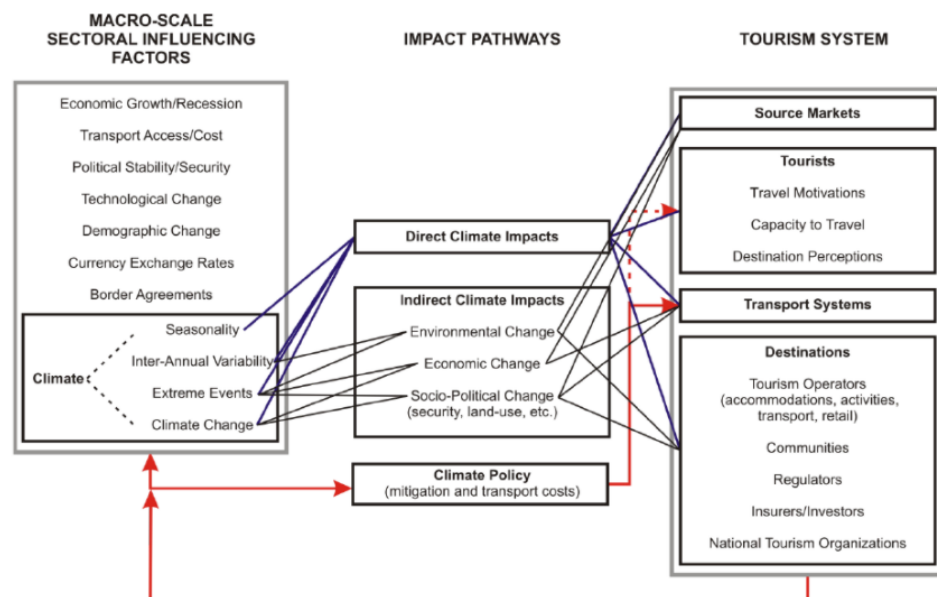 MACRO-SCALE
SECTORAL INFLUENCING
FACTORS
Economic Growth/Recession
Transport Access/Cost
Political Stability/Security
Technological Change
Demographic Change
Currency Exchange Rates
Border Agreements
Climate
Seasonality
Inter-Annual Variability
Extreme Events
Climate Change
IMPACT PATHWAYS
Direct Climate Impacts
Indirect Climate Impacts
Environmental Change
Economic Change
Socio-Political Change
(security, land-use, etc.)
Climate Policy
(mitigation and transport costs)
TOURISM SYSTEM
Source Markets
Tourists
Travel Motivations
Capacity to Travel
Destination Perceptions
Transport Systems
Destinations
Tourism Operators
(accommodations, activities,
transport, retail)
Communities
Regulators
Insurers/Investors
National Tourism Organizations